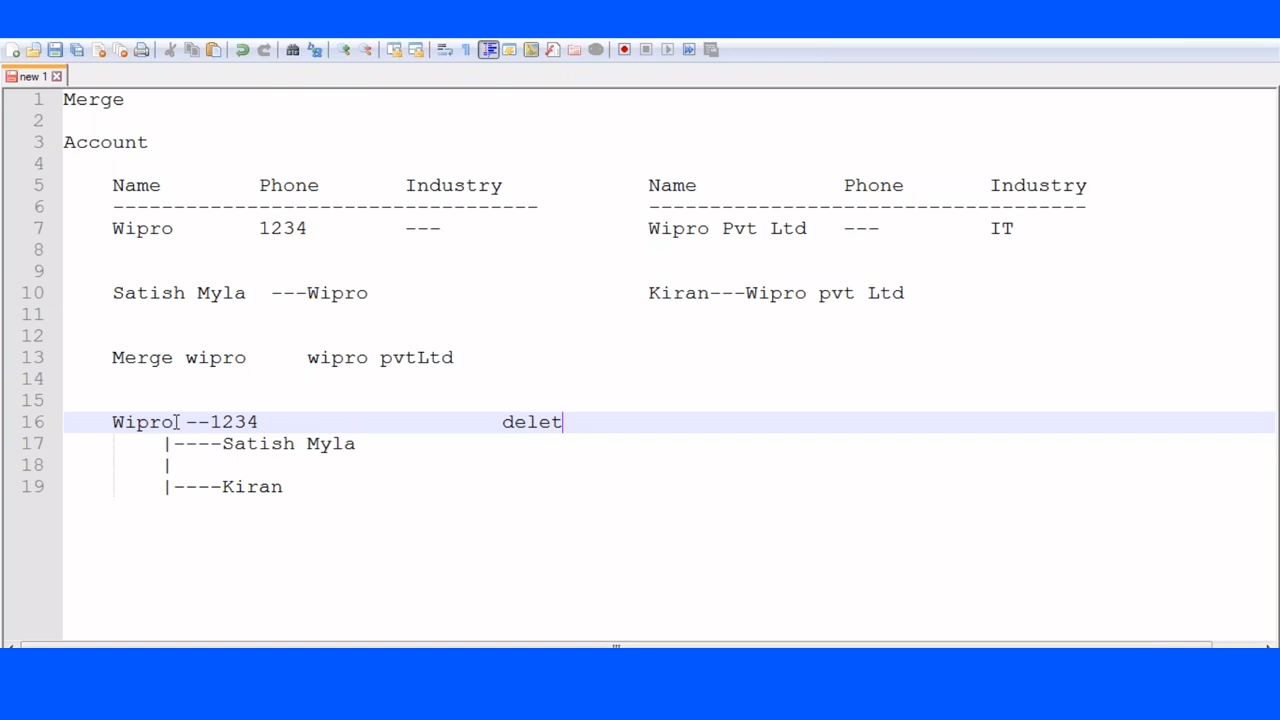 new 1
1 Merge
2
3 Account
4
5 Name Phone Industry Name Phone Industry
6 ----------------------------------- ------------------------------------
7 Wipro 1234 --- Wipro Pvt Ltd --- IT
8
9
10 Satish Myla ---Wipro Kiran---Wipro pvt Ltd
11
12
13 Merge wipro wipro pvtLtd
14
15
16 Wipro --1234 delet
17 |----Satish Myla
18 |
19 |----Kiran